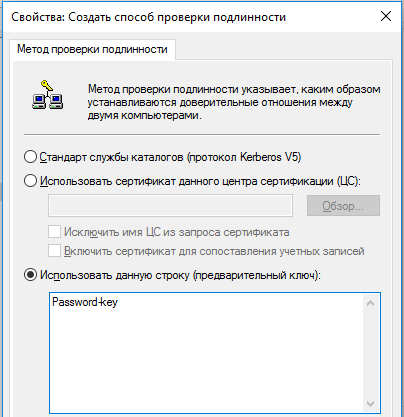 Свойства: Создать способ проверки подлинности
Метод проверки подлинности
Метод проверки подлинности указывает, каким образом
устанавливаются доверительные отношения между
двумя компьютерами.
Стандарт службы каталогов (протокол Kerberos V5)
Использовать сертификат данного центра сертификации (ЦС):
Обзор...
Исключить имя ЦС из запроса сертификата
Включить сертификат для сопоставления учетных записей
Использовать данную строку (предварительный ключ):
Password-key